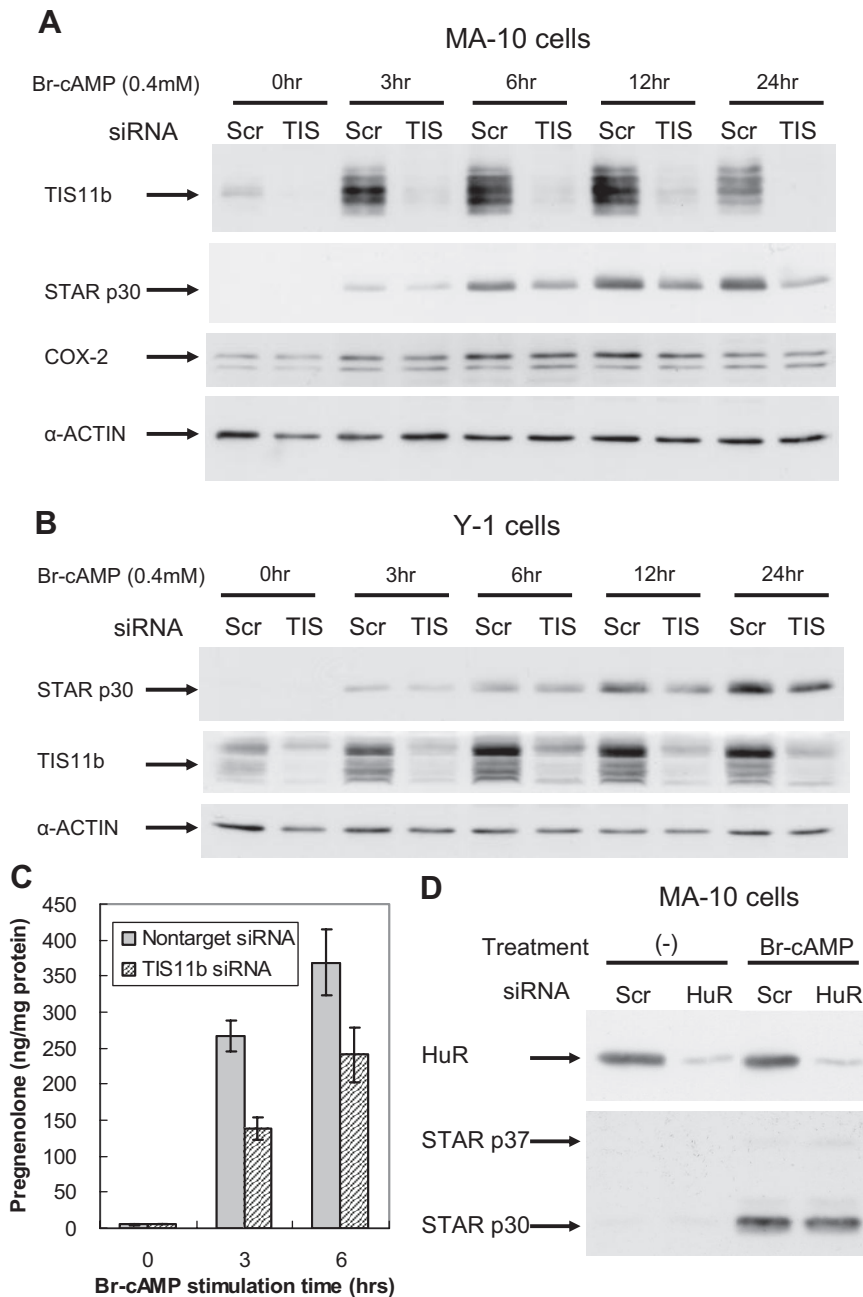 A
MA-10 cells
Br-cAMP (0.4mM) 0hr 3hr 6hr 12hr 24hr
siRNA Scr TIS Scr TIS Scr TIS Scr TIS Scr TIS
TIS11b
STAR p30
COX-2
α-ACTIN
B
Y-1 cells
Br-cAMP (0.4mM) 0hr 3hr 6hr 12hr 24hr
siRNA Scr TIS Scr TIS Scr TIS Scr TIS Scr TIS
STAR p30
TIS11b
α-ACTIN
C
Pregnenolone (ng/mg protein)
450
400
350
300
250
200
150
100
50
0
Nontarget siRNA
TIS11b siRNA
0 3 6
Br-cAMP stimulation time (hrs)
D
MA-10 cells
Treatment (-) Br-cAMP
siRNA Scr HuR Scr HuR
HuR
STAR p37
STAR p30